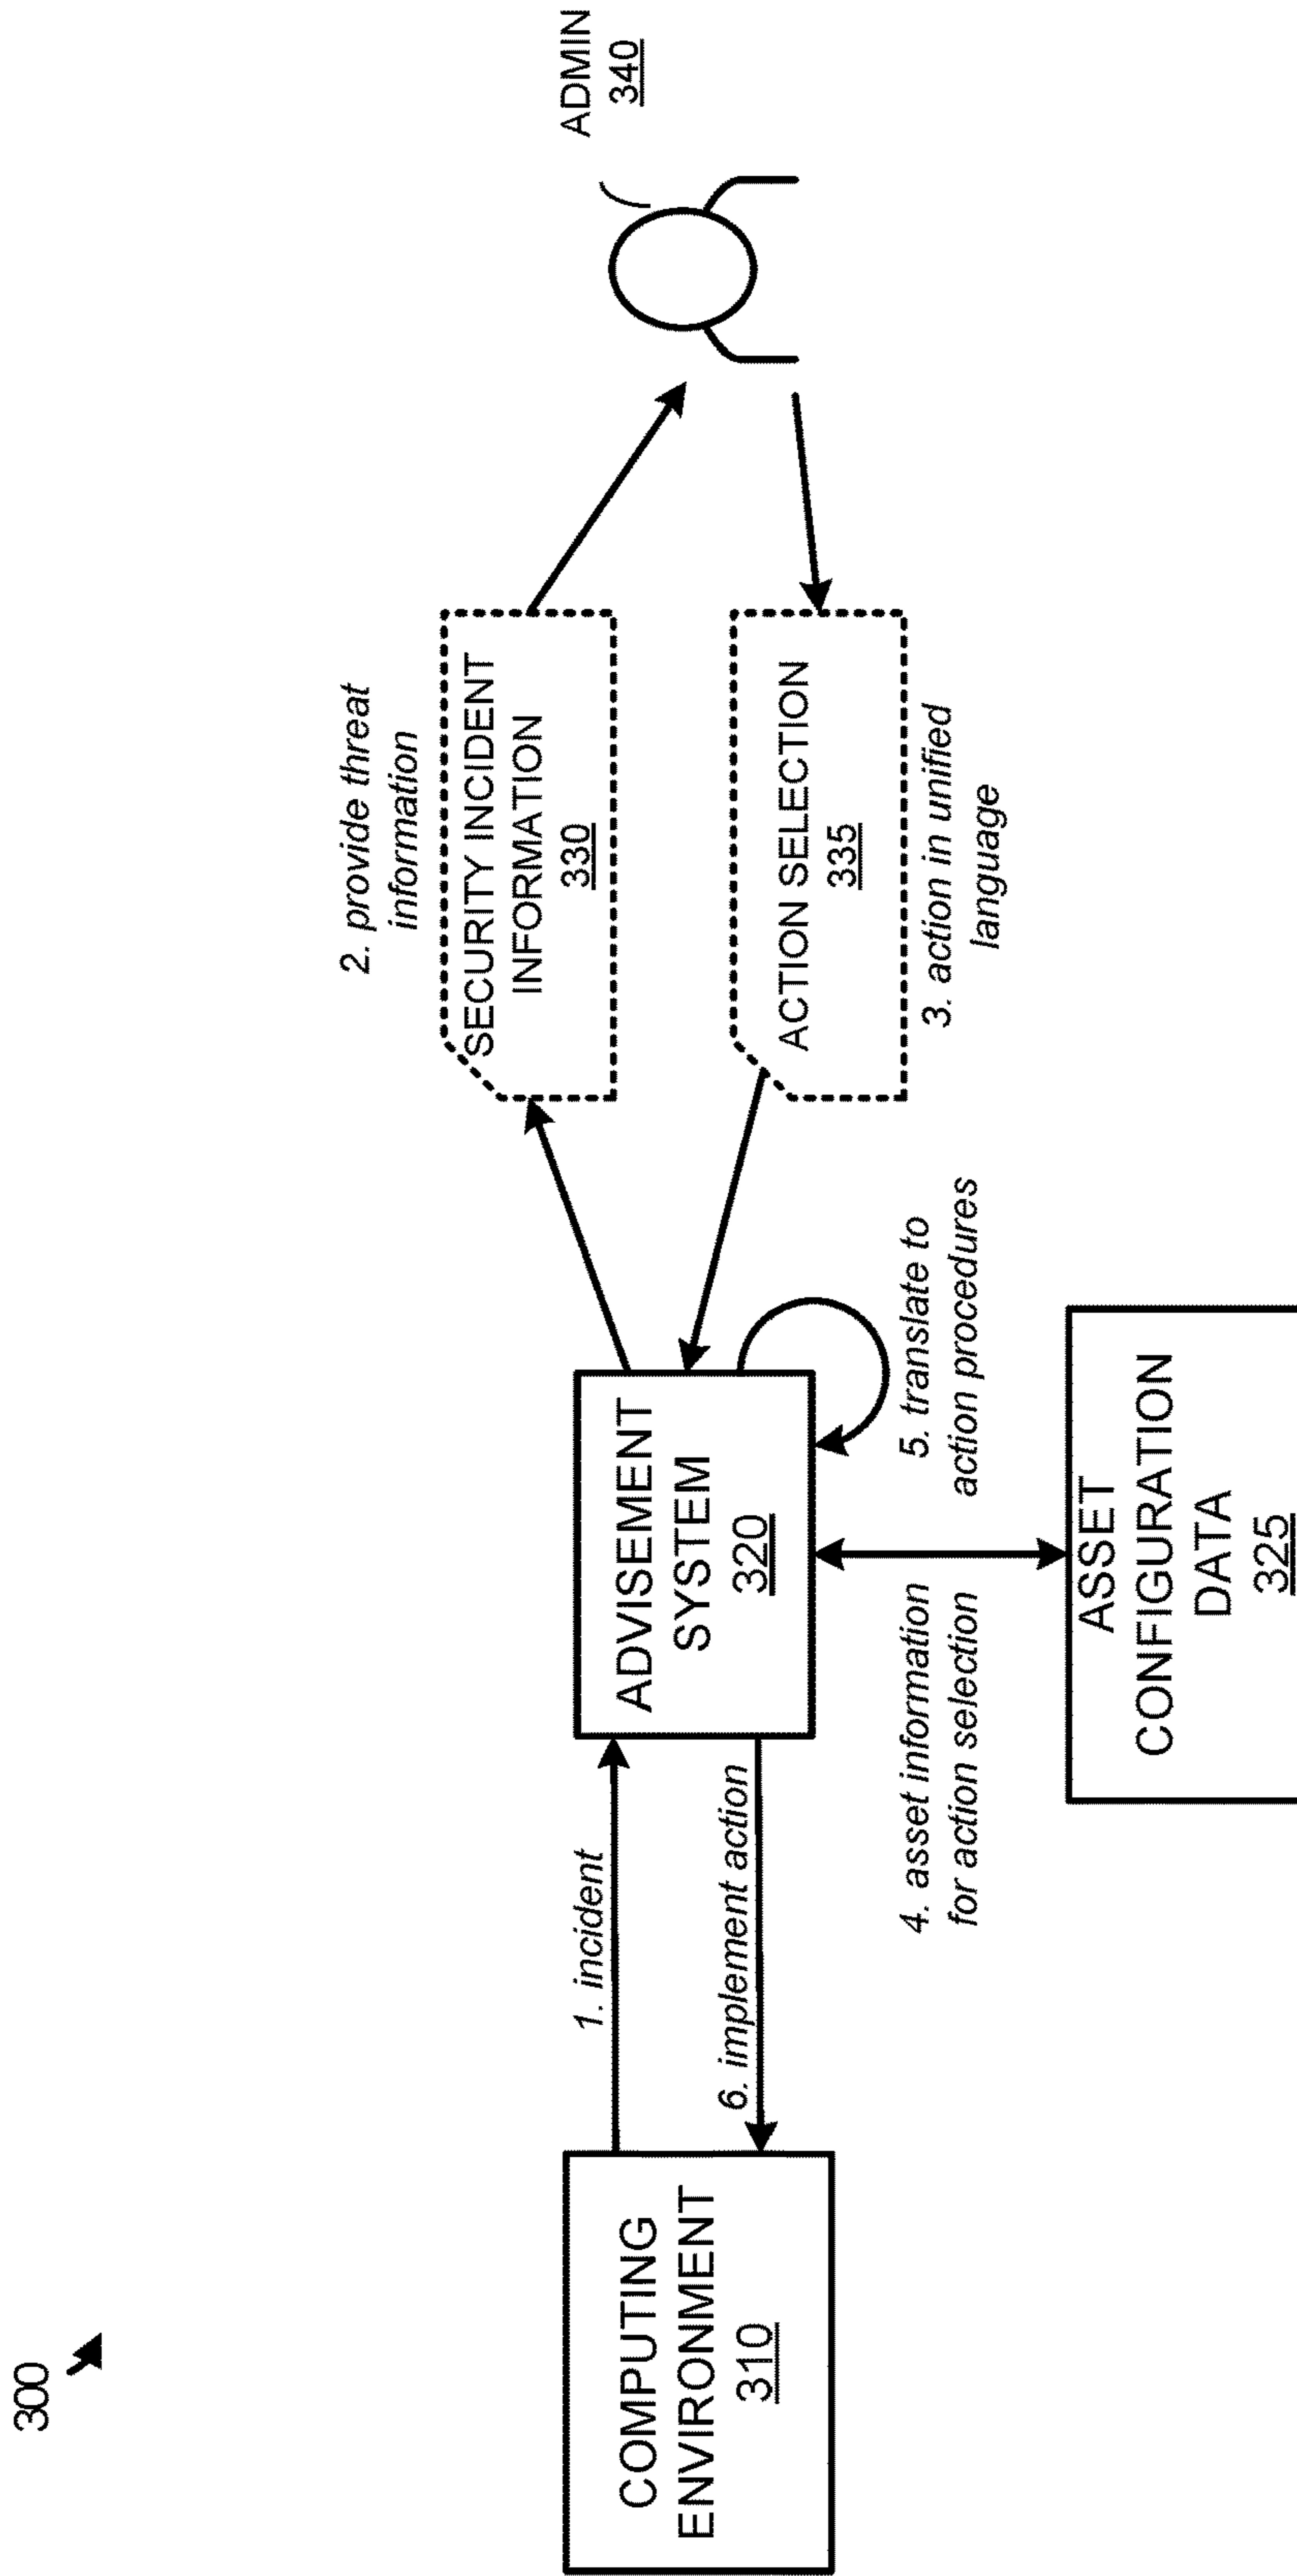 300
COMPUTING
ENVIRONMENT
310
1. incident
6. implement action
ADVISEMENT
SYSTEM
320
4. asset information
for action selection
5. translate to
action procedures
ASSET
CONFIGURATION
DATA
325
2. provide threat
information
SECURITY INCIDENT
INFORMATION
330
ACTION SELECTION
335
3. action in unified
language
ADMIN
340